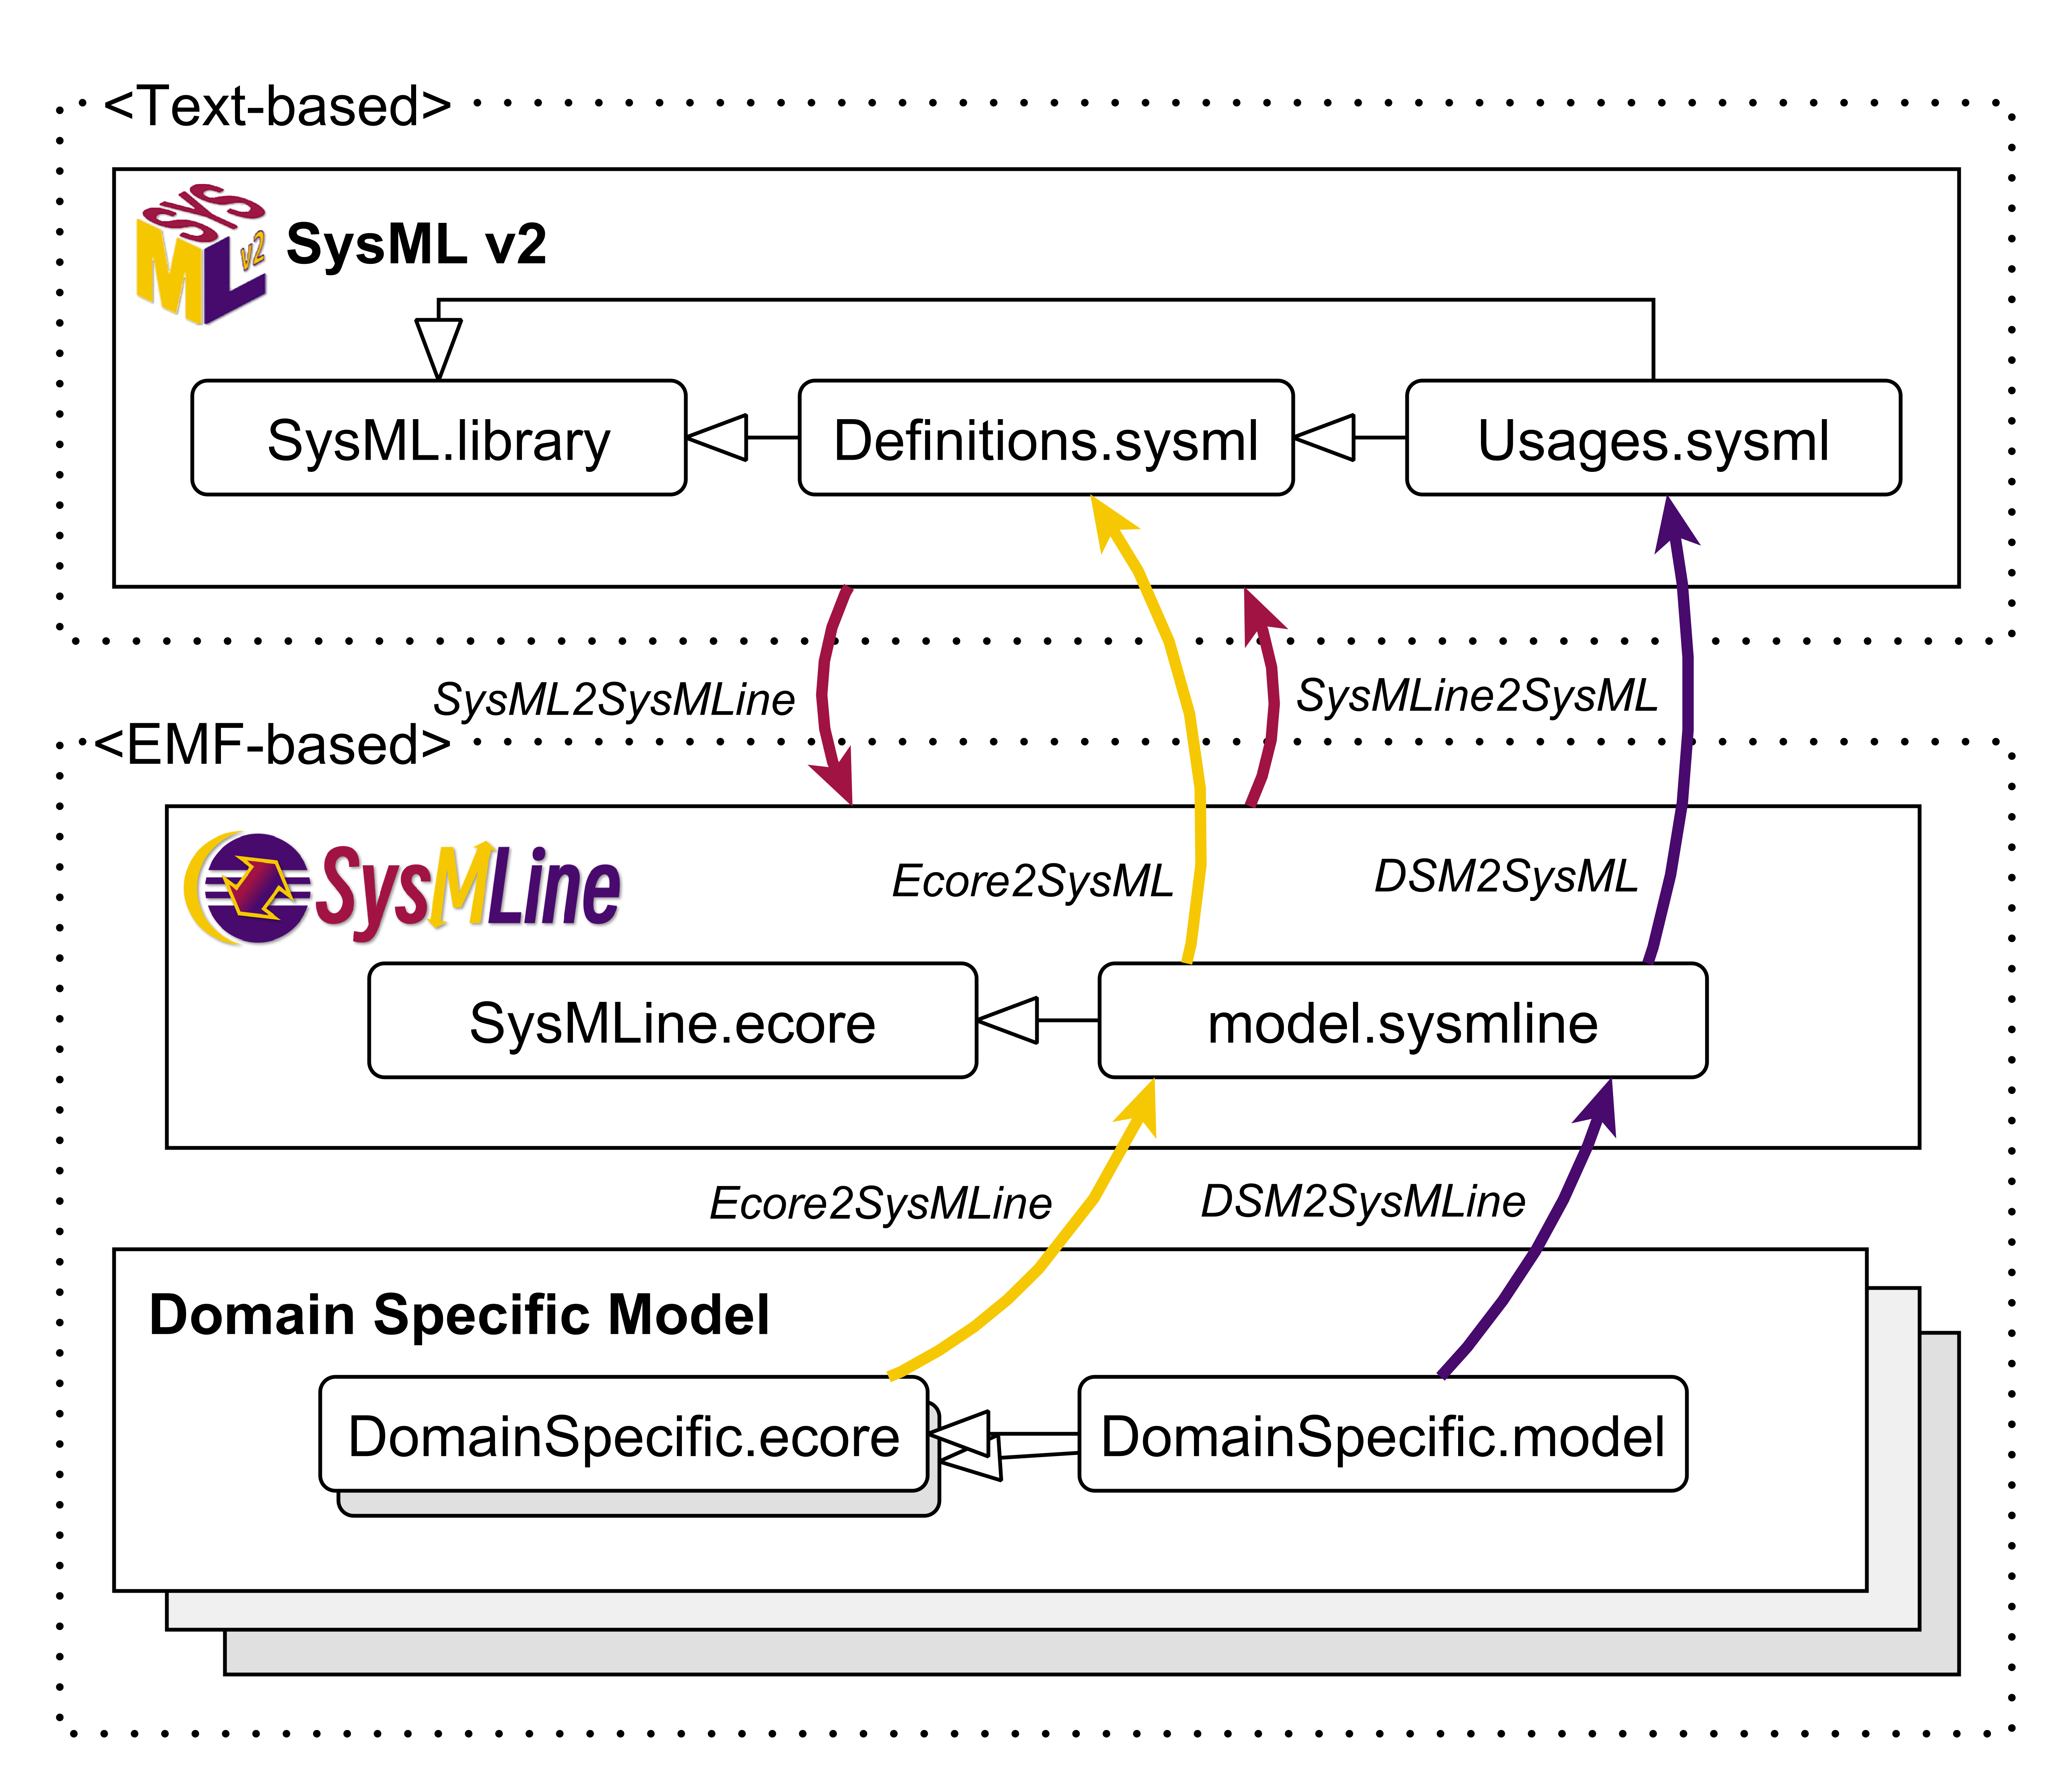 <Text-based>
SYS
ML v2
SysML v2
SysML.library
Definitions.sysml
Usages.sysml
SysML2SysMLine
SysMLine2SysML
<EMF-based>
SysMLine
Ecore2SysML
DSM2SysML
SysMLine.ecore
model.sysmline
Ecore2SysMLine
DSM2SysMLine
Domain Specific Model
DomainSpecific.ecore
DomainSpecific.model